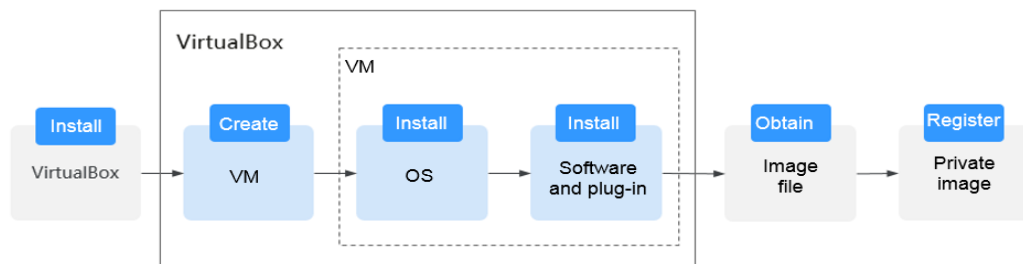 VirtualBox
VM
Install
VirtualBox
Create
VM
Install
OS
Install
Software
and plug-in
Obtain
Image
file
Register
Private
image